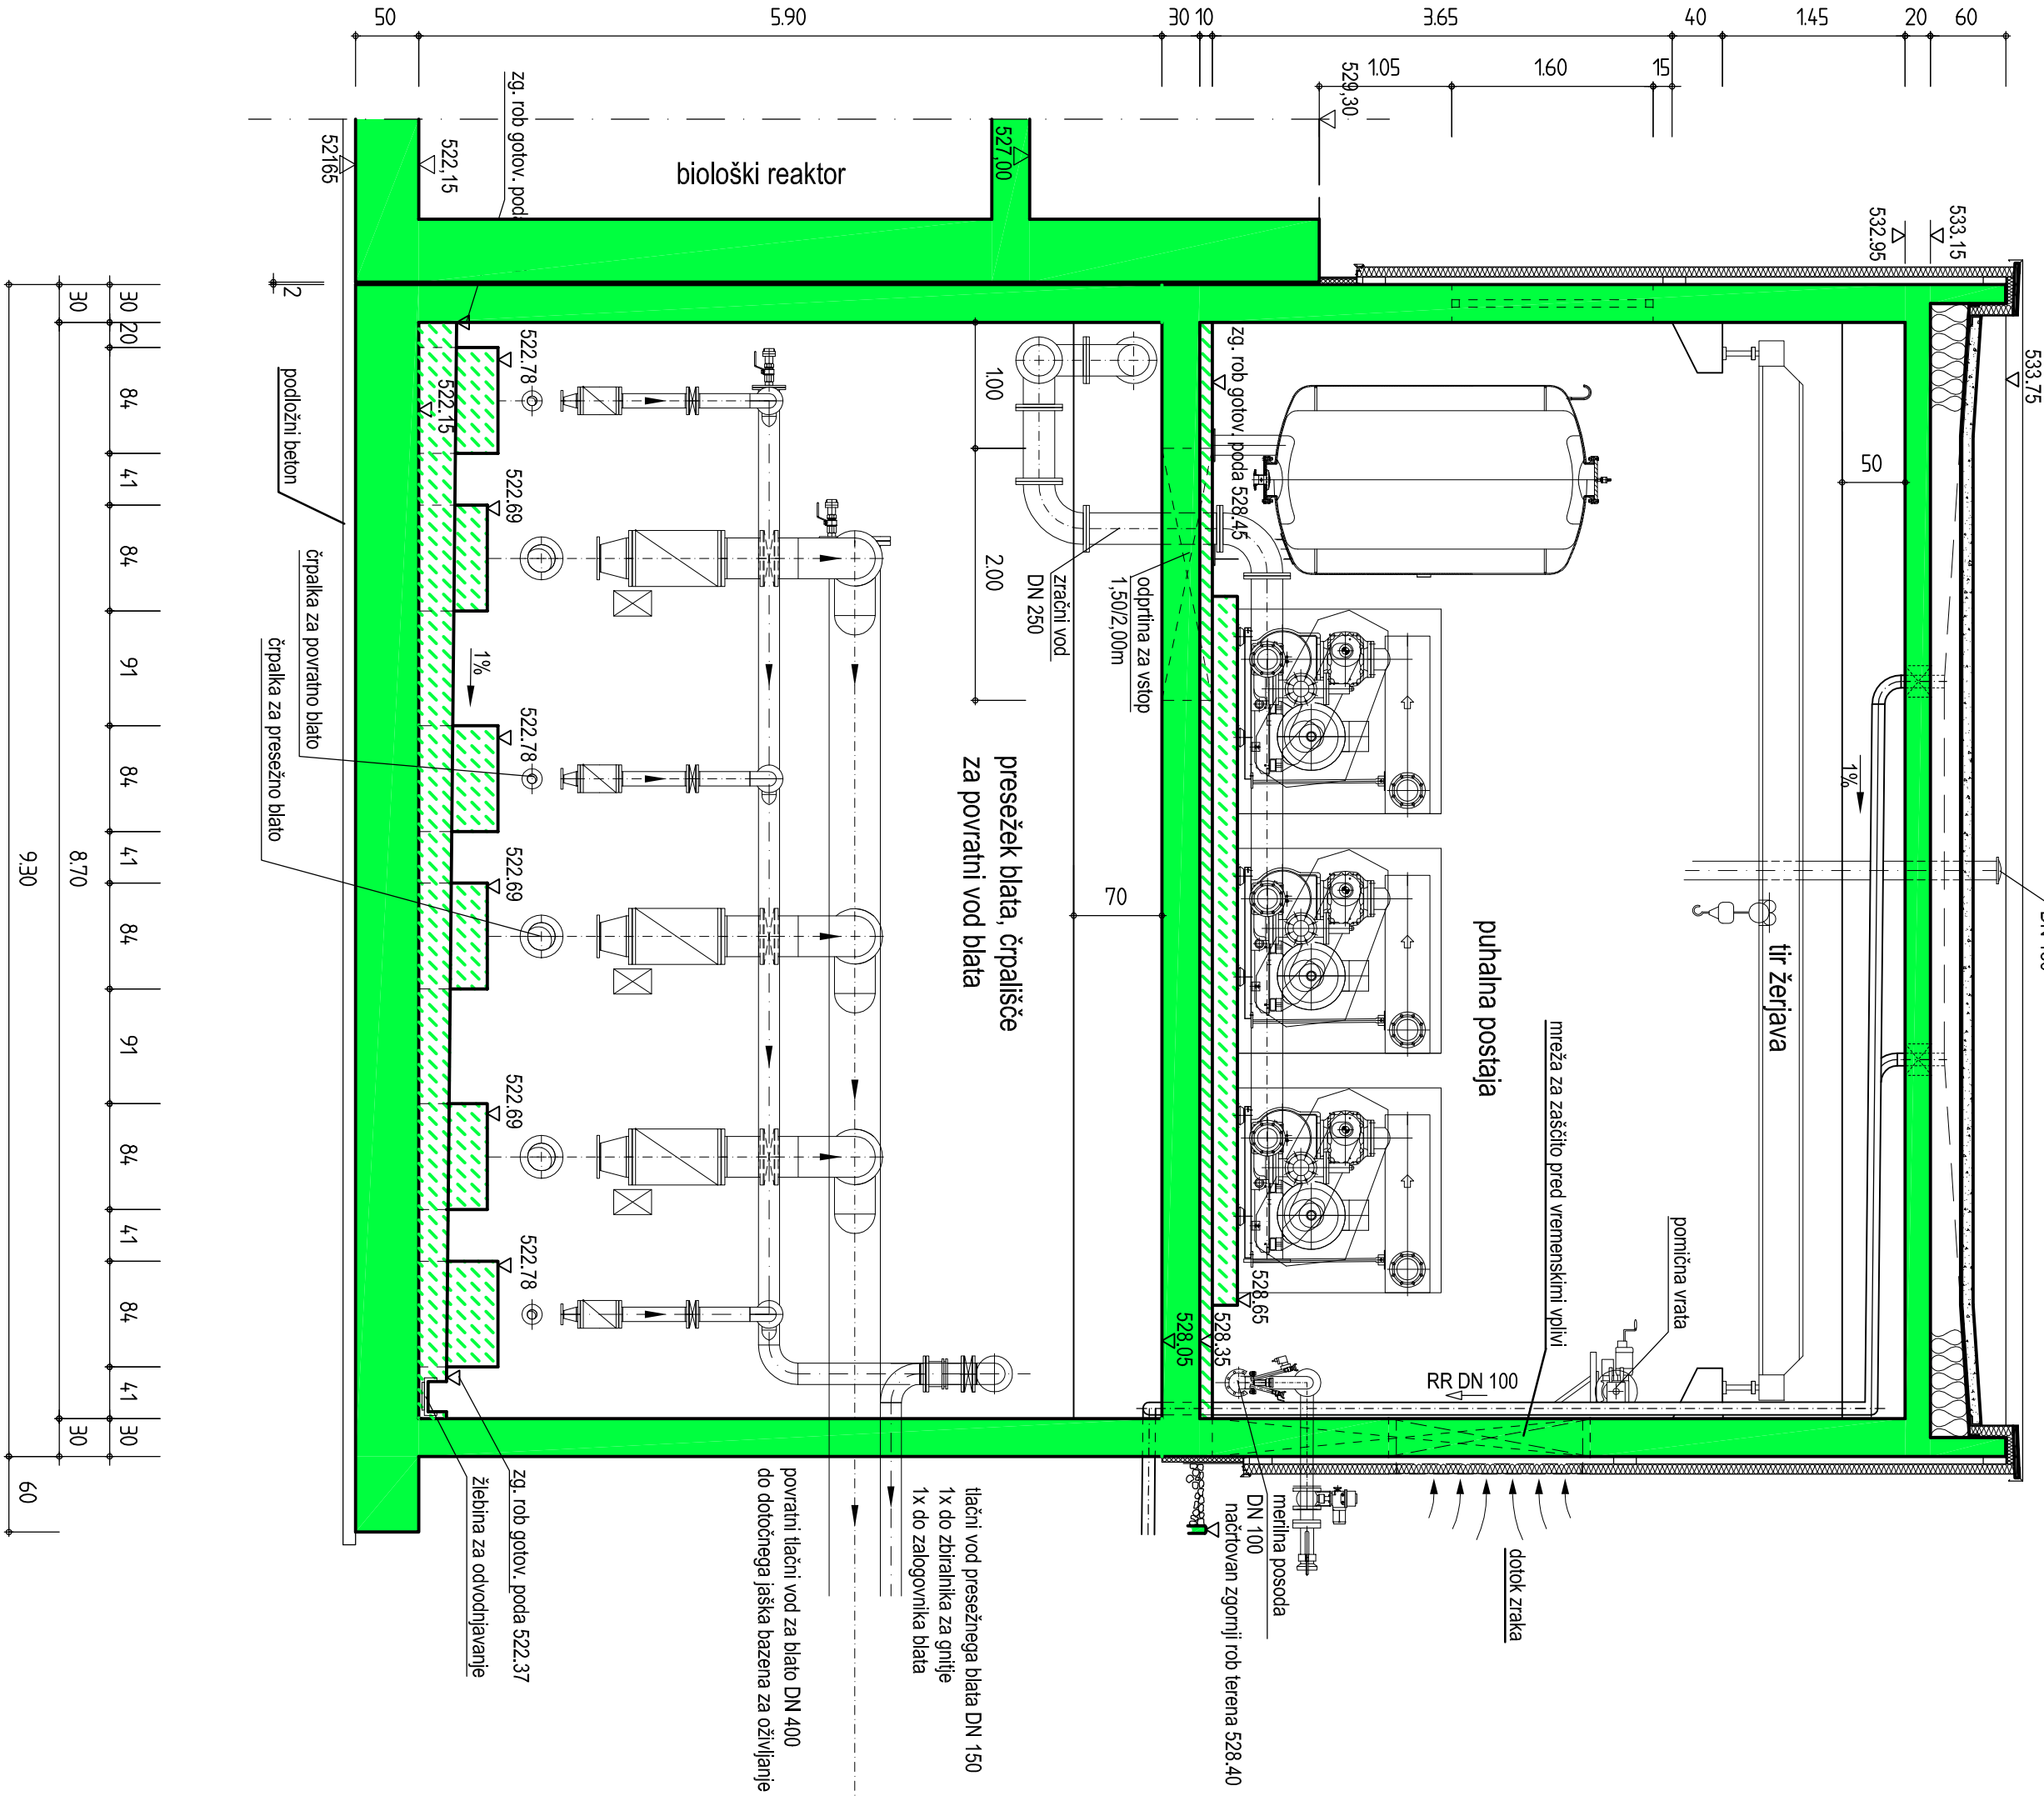 50
5.90
30 10
3.65
40
1.45
20
60
1.05
1.60
15
529,30
zg. rob gotov. poda
52165
522,15
biološki reaktor
527,00
532.95
533.15
533.75
2
30
30
20
84
41
84
91
84
41
84
91
84
41
84
41
30
30
8.70
9.30
60
podložni beton
črpalka za povratno blato
črpalka za presežno blato
522.15
522.78
522.69
1%
522.78
522.69
522.69
522.78
1.00
2.00
zračni vod
DN 250
odprtina za vstop
1,50/2,00m
zg. rob gotov. poda 528.45
presežek blata, črpališče
za povratni vod blata
70
50
1%
puhalna postaja
tir žerjava
mreža za zaščito pred vremenskimi vplivi
pomična vrata
528.65
528.35
528.05
RR DN 100
merilna posoda
DN 100
načrtovan zgornji rob terena 528.40
dotok zraka
tlačni vod presežnega blata DN 150
1x do zbiralnika za gnitje
1x do zalogovnika blata
povratni tlačni vod za blato DN 400
do dotočnega jaška bazena za oživljanje
zg. rob gotov. poda 522.37
žlebina za odvodnjavanje